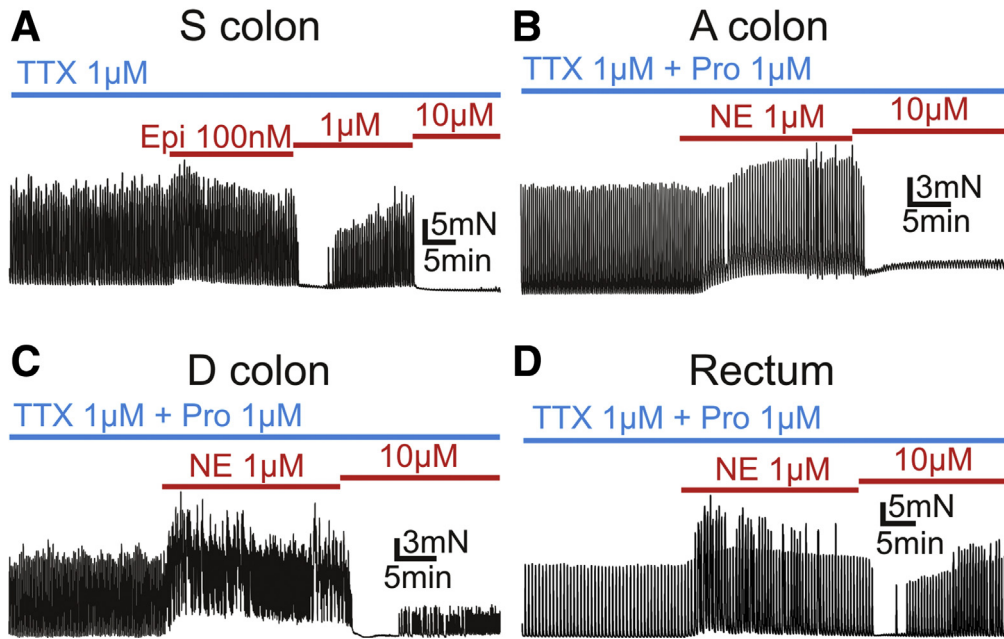 A
S colon
TTX 1µM
Epi 100nM
1µM
10µM
5mN
5min
B
A colon
TTX 1µM + Pro 1µM
NE 1µM
10µM
3mN
5min
C
D colon
TTX 1µM + Pro 1µM
NE 1µM
10µM
3mN
5min
D
Rectum
TTX 1µM + Pro 1µM
NE 1µM
10µM
5mN
5min